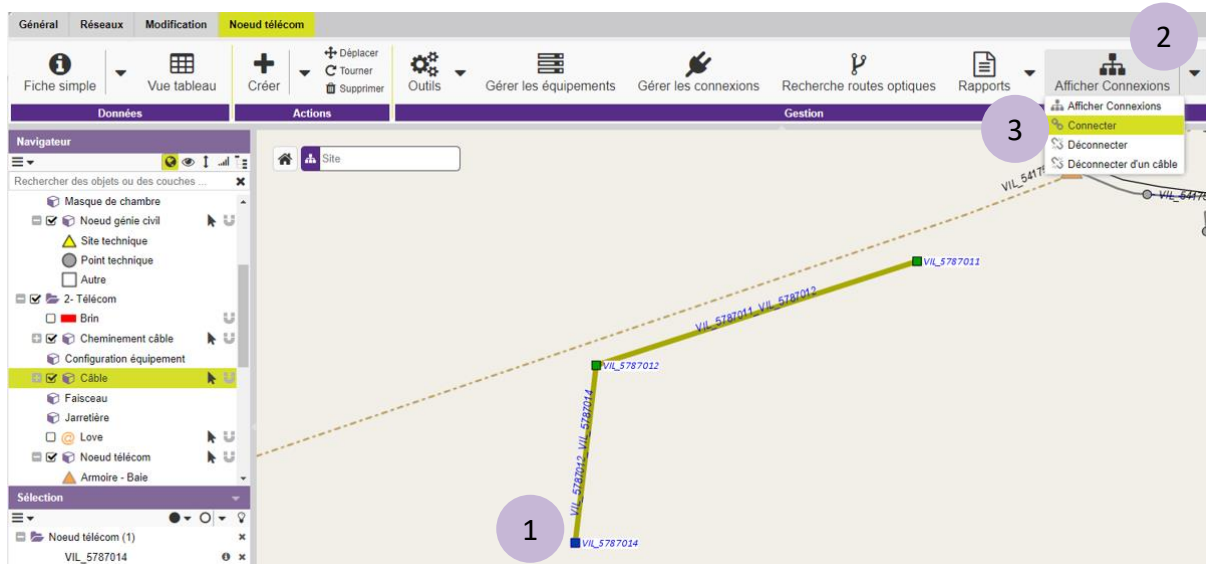 Général Réseaux Modification Noeud télécom
2
Fiche simple Vue tableau Créer Déplacer Tourner Supprimer Outils Gérer les équipements Gérer les connexions Recherche routes optiques Rapports Afficher Connexions
Données Actions Gestion
Afficher Connexions
3
Connecter
Déconnecter
Déconnecter d'un câble
Navigateur
Site
Rechercher des objets ou des couches ...
Masque de chambre
Noeud génie civil
Site technique
Point technique
Autre
2- Télécom
Brin
Cheminement câble
Configuration équipement
Câble
Faisceau
Jarretière
@ Love
Noeud télécom
Armoire - Baie
Sélection
Noeud télécom (1)
VIL_5787014
VIL_5787011
VIL_5787011_VIL_5787012
VIL_5787012
VIL_5787012_VIL_5787014
1
VIL_5787014